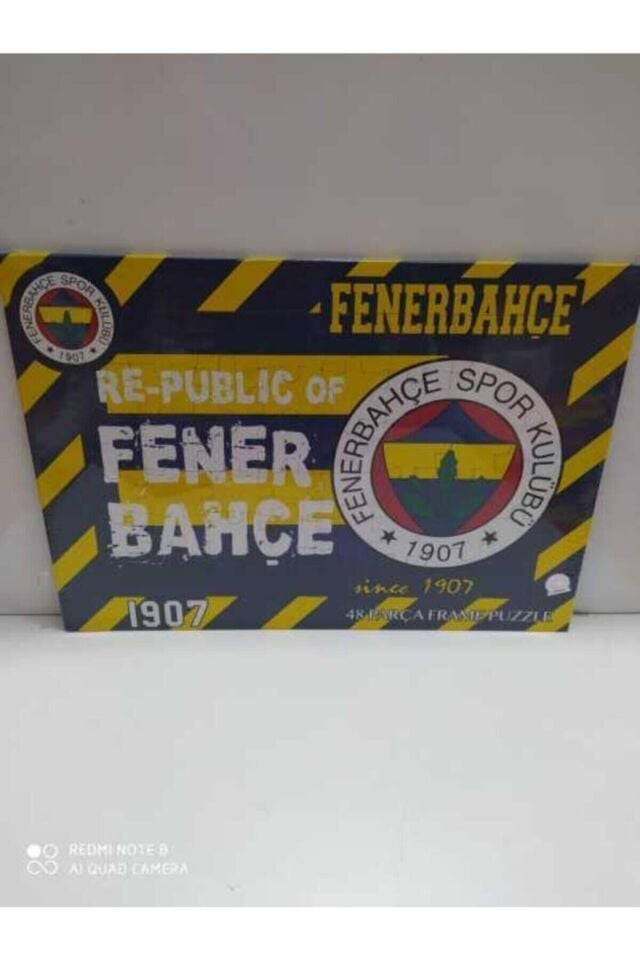 FENERBAHÇE SPOR KULÜBÜ
★ 1907 ★
FENERBAHÇE
RE-PUBLIC OF
FENER
BAHÇE
FENERBAHÇE SPOR KULÜBÜ
★ 1907 ★
since 1907
1907
48 PARÇA FRAME PUZZLE
REDMI NOTE 8
AI QUAD CAMERA